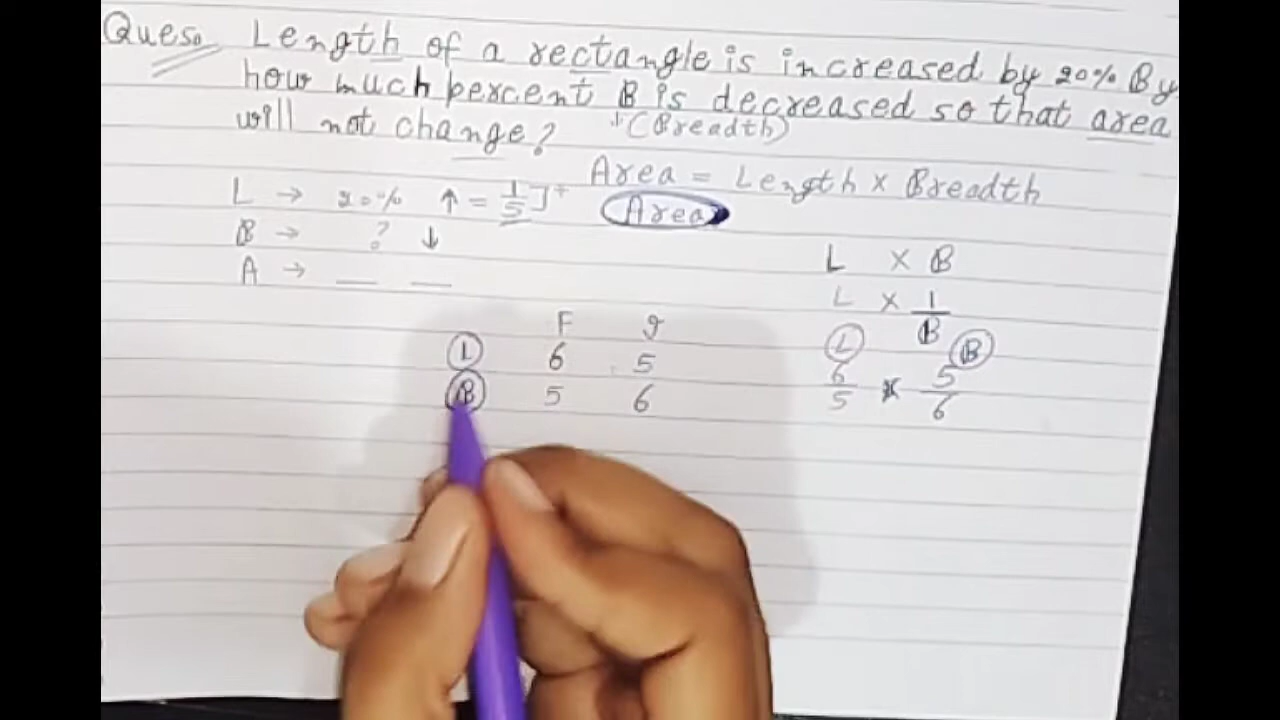 Ques. Length of a rectangle is increased by 20% By
how much percent B is decreased so that area
will not change? ↓(Breadth)
Area = Length × Breadth
L → 20% ↑ = 1/5]+ Area
B → ? ↓
L × B
A → __ __
L × 1/B
F I
L 6 5
B 5 6
L B
6/5 × 5/6